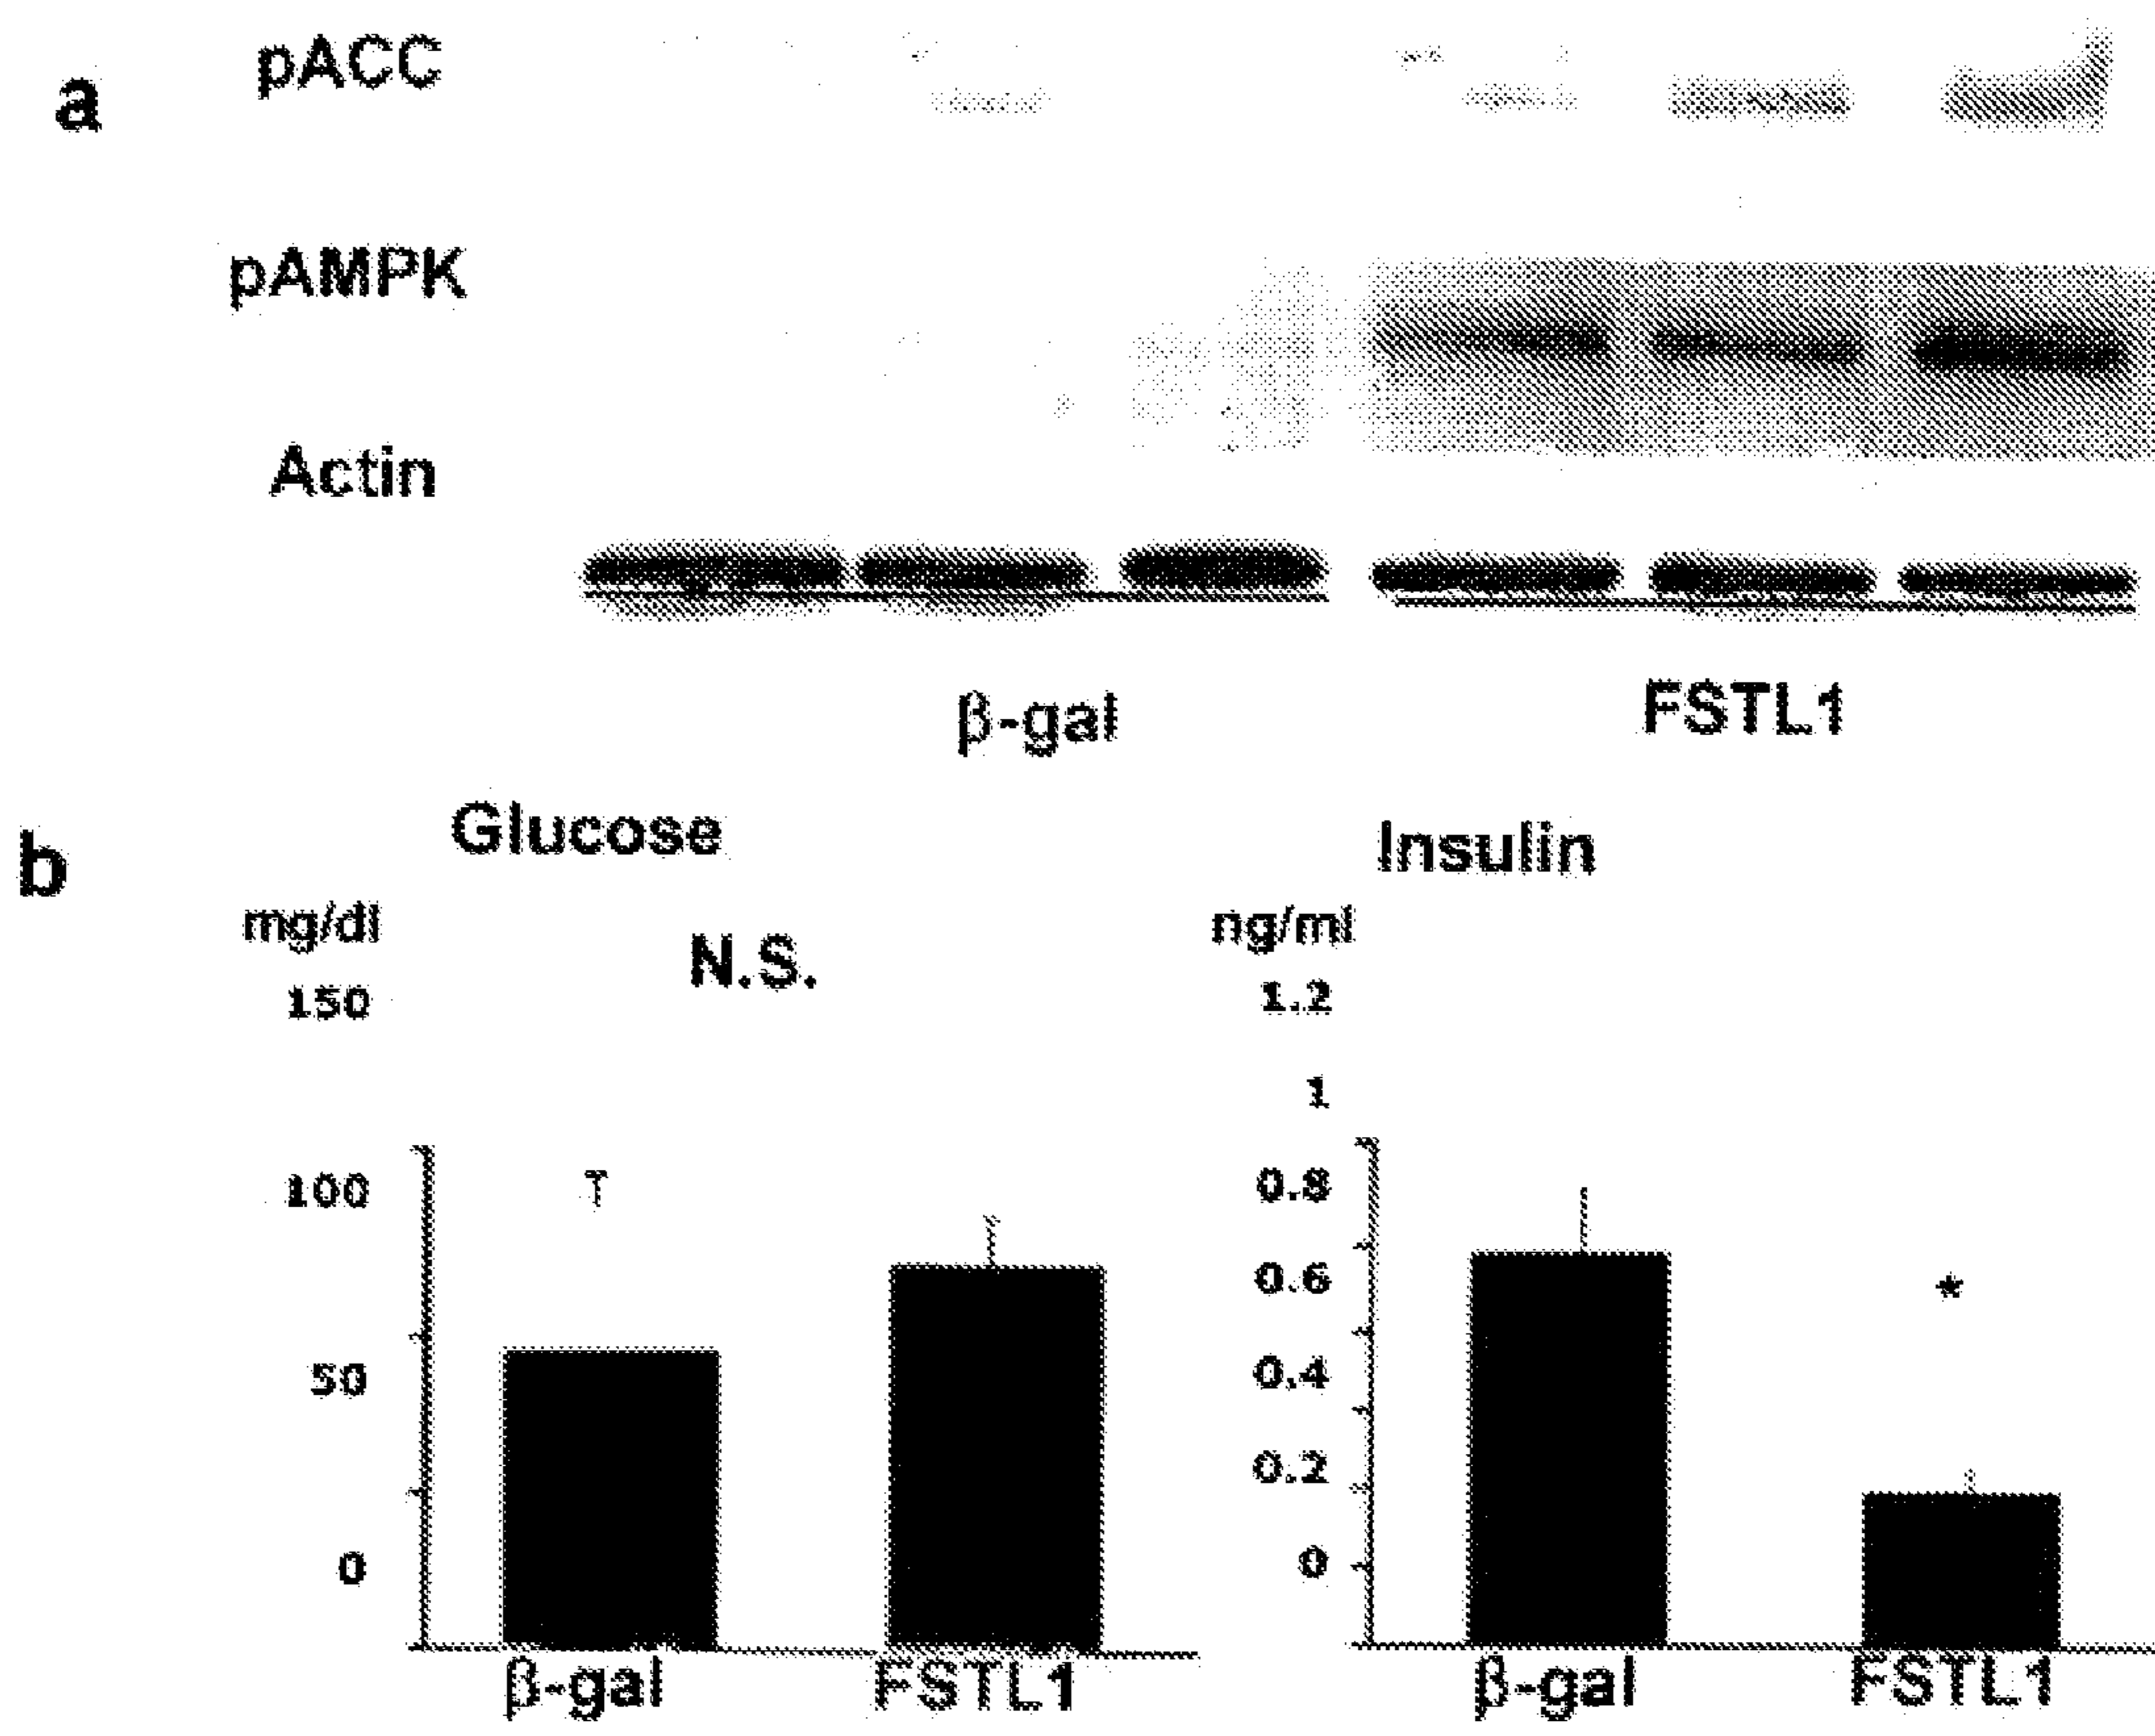 a
pACC
pAMPK
Actin
β-gal FSTL1
b
Glucose
mg/dl
N.S.
150
100
50
0
β-gal FSTL1
Insulin
ng/ml
1.2
1
0.8
0.6
*
0.4
0.2
0
β-gal FSTL1